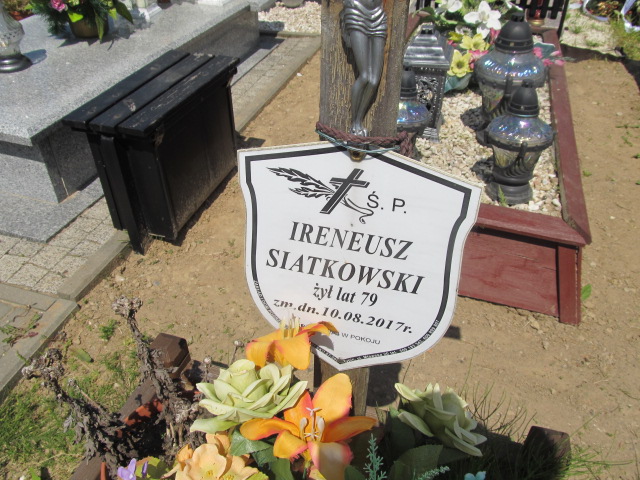 Ś. P.
IRENEUSZ
SIATKOWSKI
żył lat 79
zm.dn.10.08.2017r.
W POKOJU